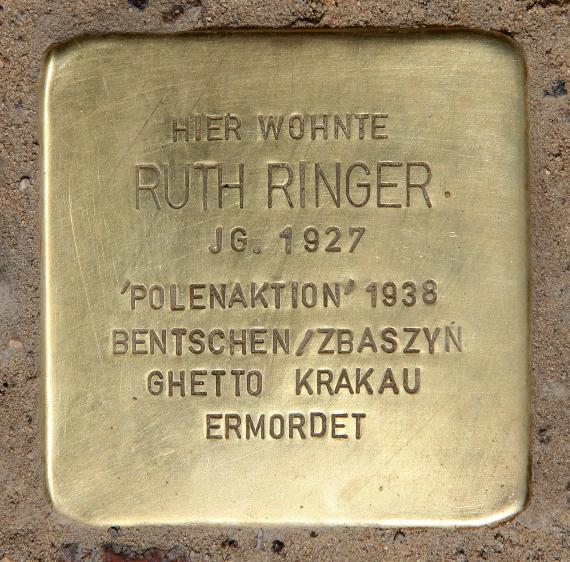 HIER WOHNTE
RUTH RINGER
JG. 1927
'POLENAKTION' 1938
BENTSCHEN/ZBASZYŃ
GHETTO KRAKAU
ERMORDET